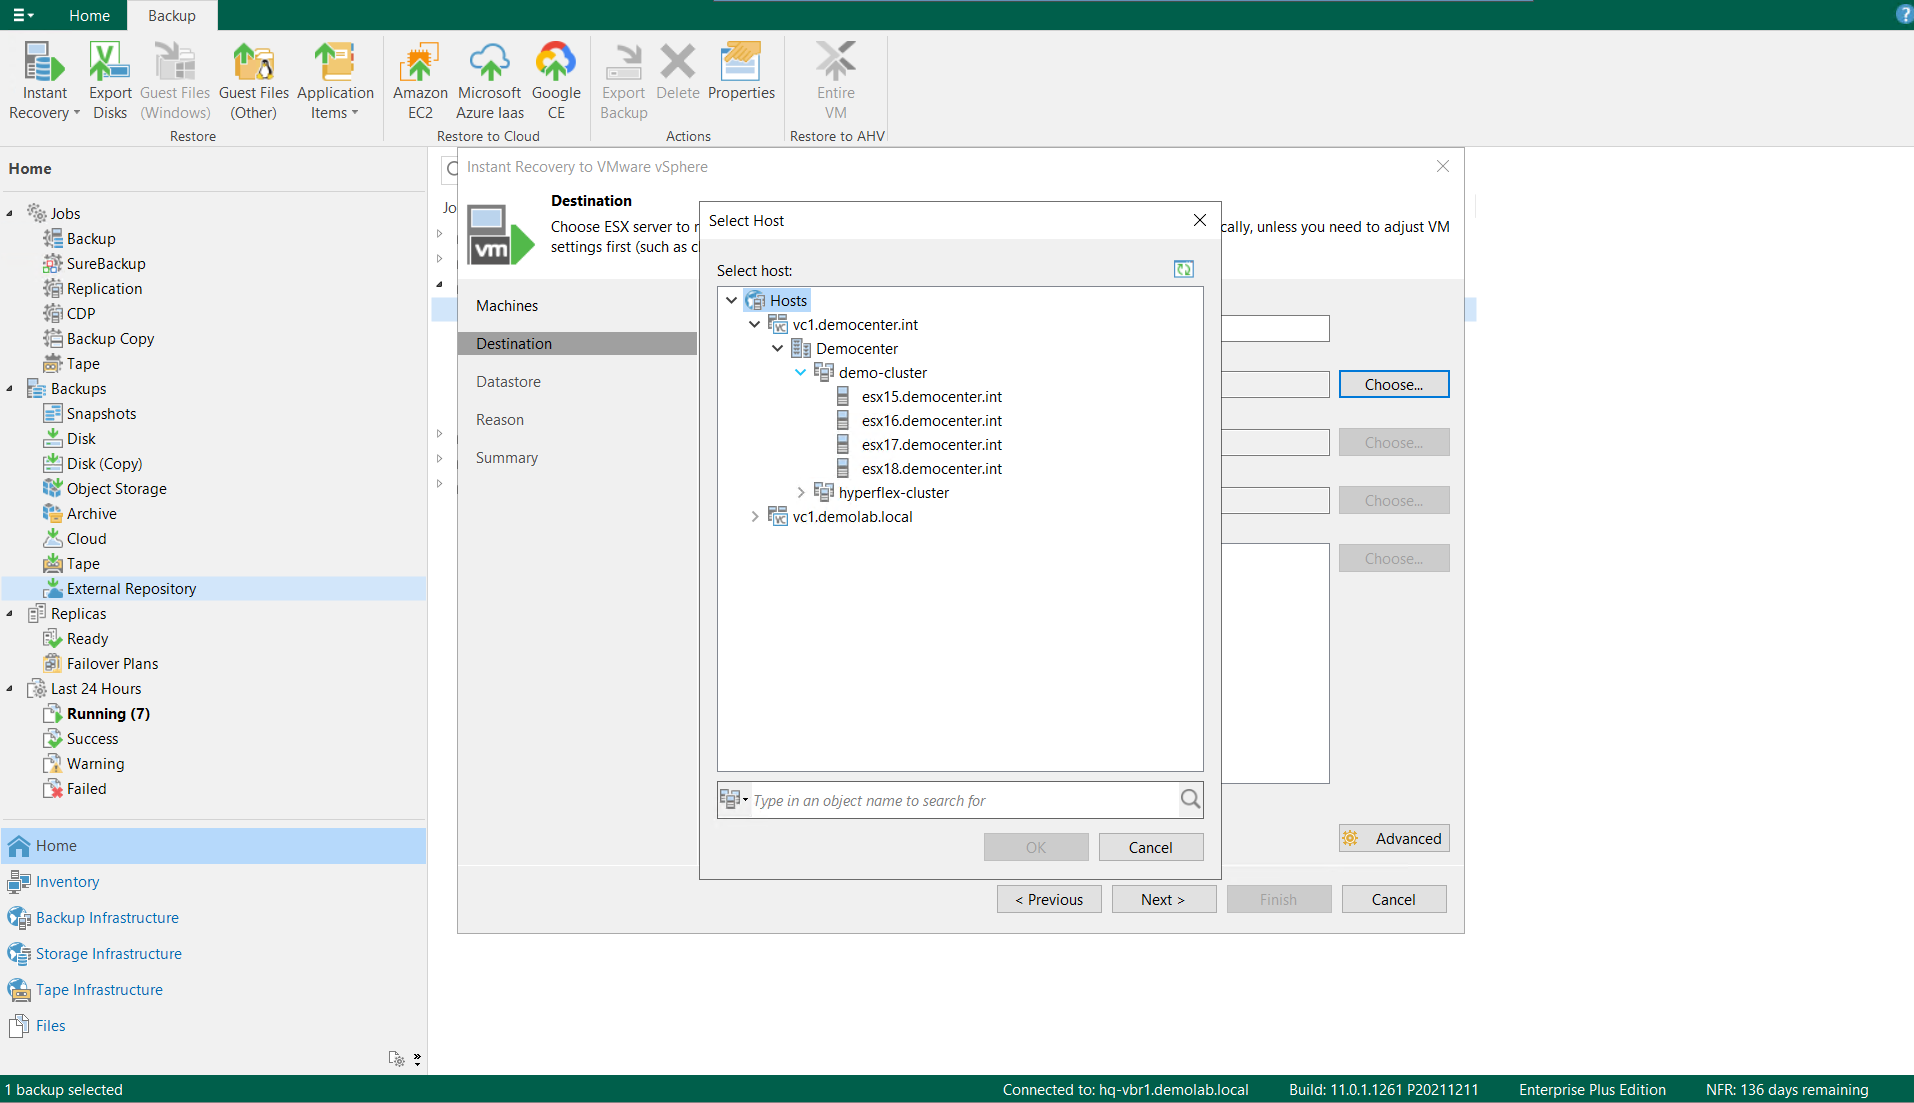 Home
Backup
?
Instant
Recovery
Export
Disks
Guest Files
(Windows)
Guest Files
(Other)
Application
Items
Restore
Amazon
EC2
Microsoft
Azure Iaas
Google
CE
Restore to Cloud
Export
Backup
Delete
Properties
Actions
Entire
VM
Restore to AHV
Home
Jobs
Backup
SureBackup
Replication
CDP
Backup Copy
Tape
Backups
Snapshots
Disk
Disk (Copy)
Object Storage
Archive
Cloud
Tape
External Repository
Replicas
Ready
Failover Plans
Last 24 Hours
Running (7)
Success
Warning
Failed
Home
Inventory
Backup Infrastructure
Storage Infrastructure
Tape Infrastructure
Files
Jo
Instant Recovery to VMware vSphere
vm
Destination
Choose ESX server to r
cally, unless you need to adjust VM
settings first (such as c
Machines
Destination
Datastore
Reason
Summary
Select Host
Select host:
Hosts
vc1.democenter.int
Democenter
demo-cluster
esx15.democenter.int
esx16.democenter.int
esx17.democenter.int
esx18.democenter.int
hyperflex-cluster
vc1.demolab.local
Type in an object name to search for
OK
Cancel
Choose...
Choose...
Choose...
Choose...
Advanced
< Previous
Next >
Finish
Cancel
1 backup selected
Connected to: hq-vbr1.demolab.local
Build: 11.0.1.1261 P20211211
Enterprise Plus Edition
NFR: 136 days remaining